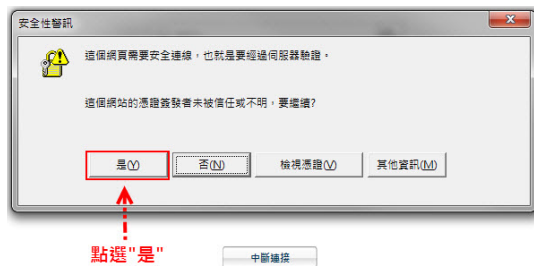 安全性警訊
這個網頁需要安全連線，也就是要經過伺服器驗證。
這個網站的憑證簽發者未被信任或不明，要繼續?
是(Y) 否(N) 檢視憑證(V) 其他資訊(M)
點選"是"
中斷連接